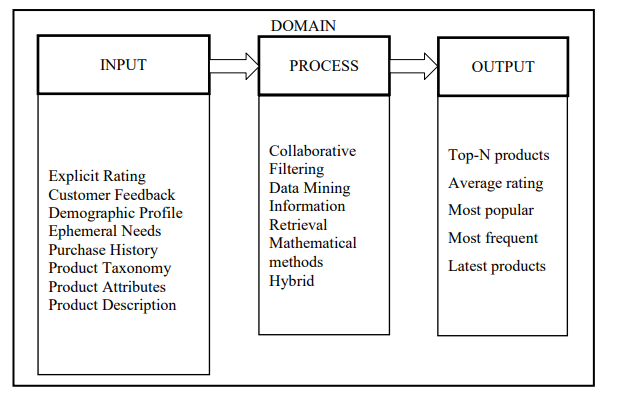 DOMAIN
INPUT
PROCESS
OUTPUT
Explicit Rating
Customer Feedback
Demographic Profile
Ephemeral Needs
Purchase History
Product Taxonomy
Product Attributes
Product Description
Collaborative
Filtering
Data Mining
Information
Retrieval
Mathematical
methods
Hybrid
Top-N products
Average rating
Most popular
Most frequent
Latest products